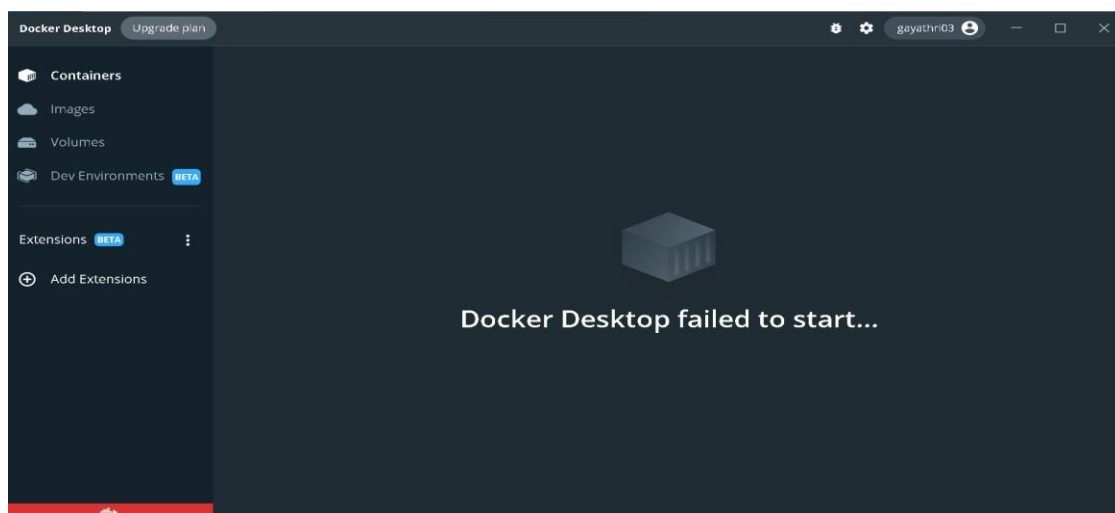 Docker Desktop Upgrade plan gayathri03
Containers
Images
Volumes
Dev Environments BETA
Extensions BETA
Add Extensions
Docker Desktop failed to start...